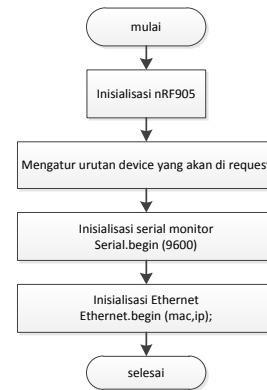 mulai
Inisialisasi nRF905
Mengatur urutan device yang akan di request
Inisialisasi serial monitor
Serial.begin (9600)
Inisialisasi Ethernet
Ethernet.begin (mac,ip);
selesai